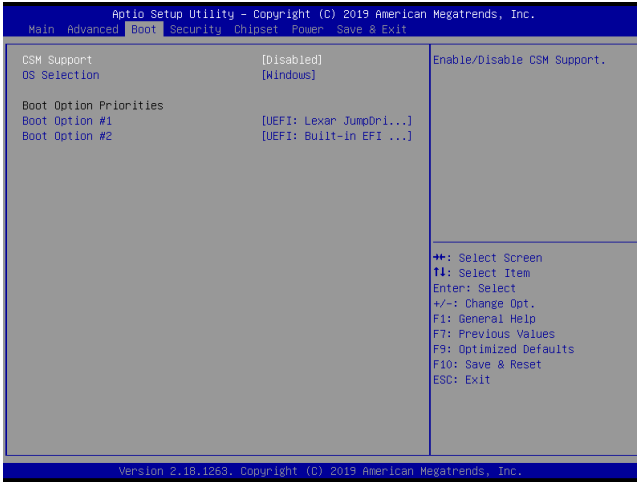 Aptio Setup Utility – Copyright (C) 2019 American Megatrends, Inc.
Main Advanced Boot Security Chipset Power Save & Exit
CSM Support [Disabled]
OS Selection [Windows]
Boot Option Priorities
Boot Option #1 [UEFI: Lexar JumpDri...]
Boot Option #2 [UEFI: Built-in EFI ...]
Enable/Disable CSM Support.
→←: Select Screen
↑↓: Select Item
Enter: Select
+/-: Change Opt.
F1: General Help
F7: Previous Values
F9: Optimized Defaults
F10: Save & Reset
ESC: Exit
Version 2.18.1263. Copyright (C) 2019 American Megatrends, Inc.